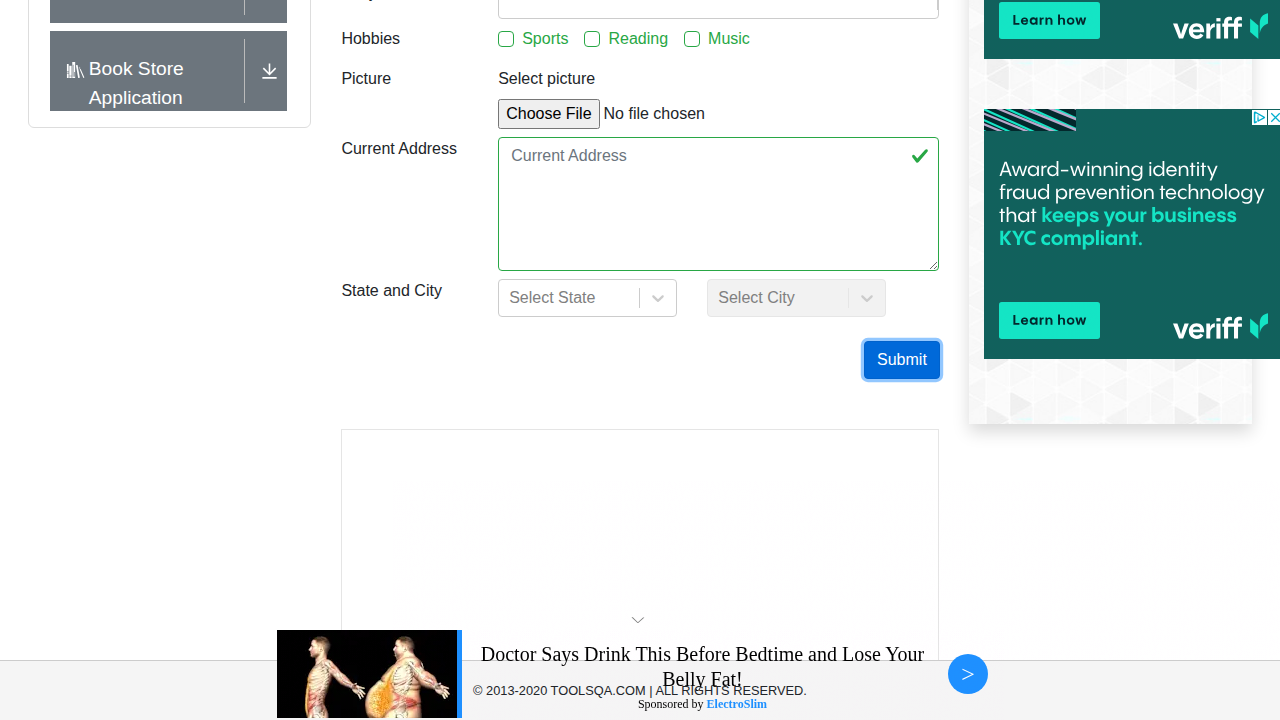 Learn how
veriff
Hobbies
Sports
Reading
Music
Book Store
Application
Picture
Select picture
Choose File No file chosen
Current Address
Current Address
Award-winning identity
fraud prevention technology
that keeps your business
KYC compliant.
State and City
Select State
Select City
Learn how
veriff
Submit
Doctor Says Drink This Before Bedtime and Lose Your
Belly Fat!
>
© 2013-2020 TOOLSQA.COM | ALL RIGHTS RESERVED.
Sponsored by ElectroSlim